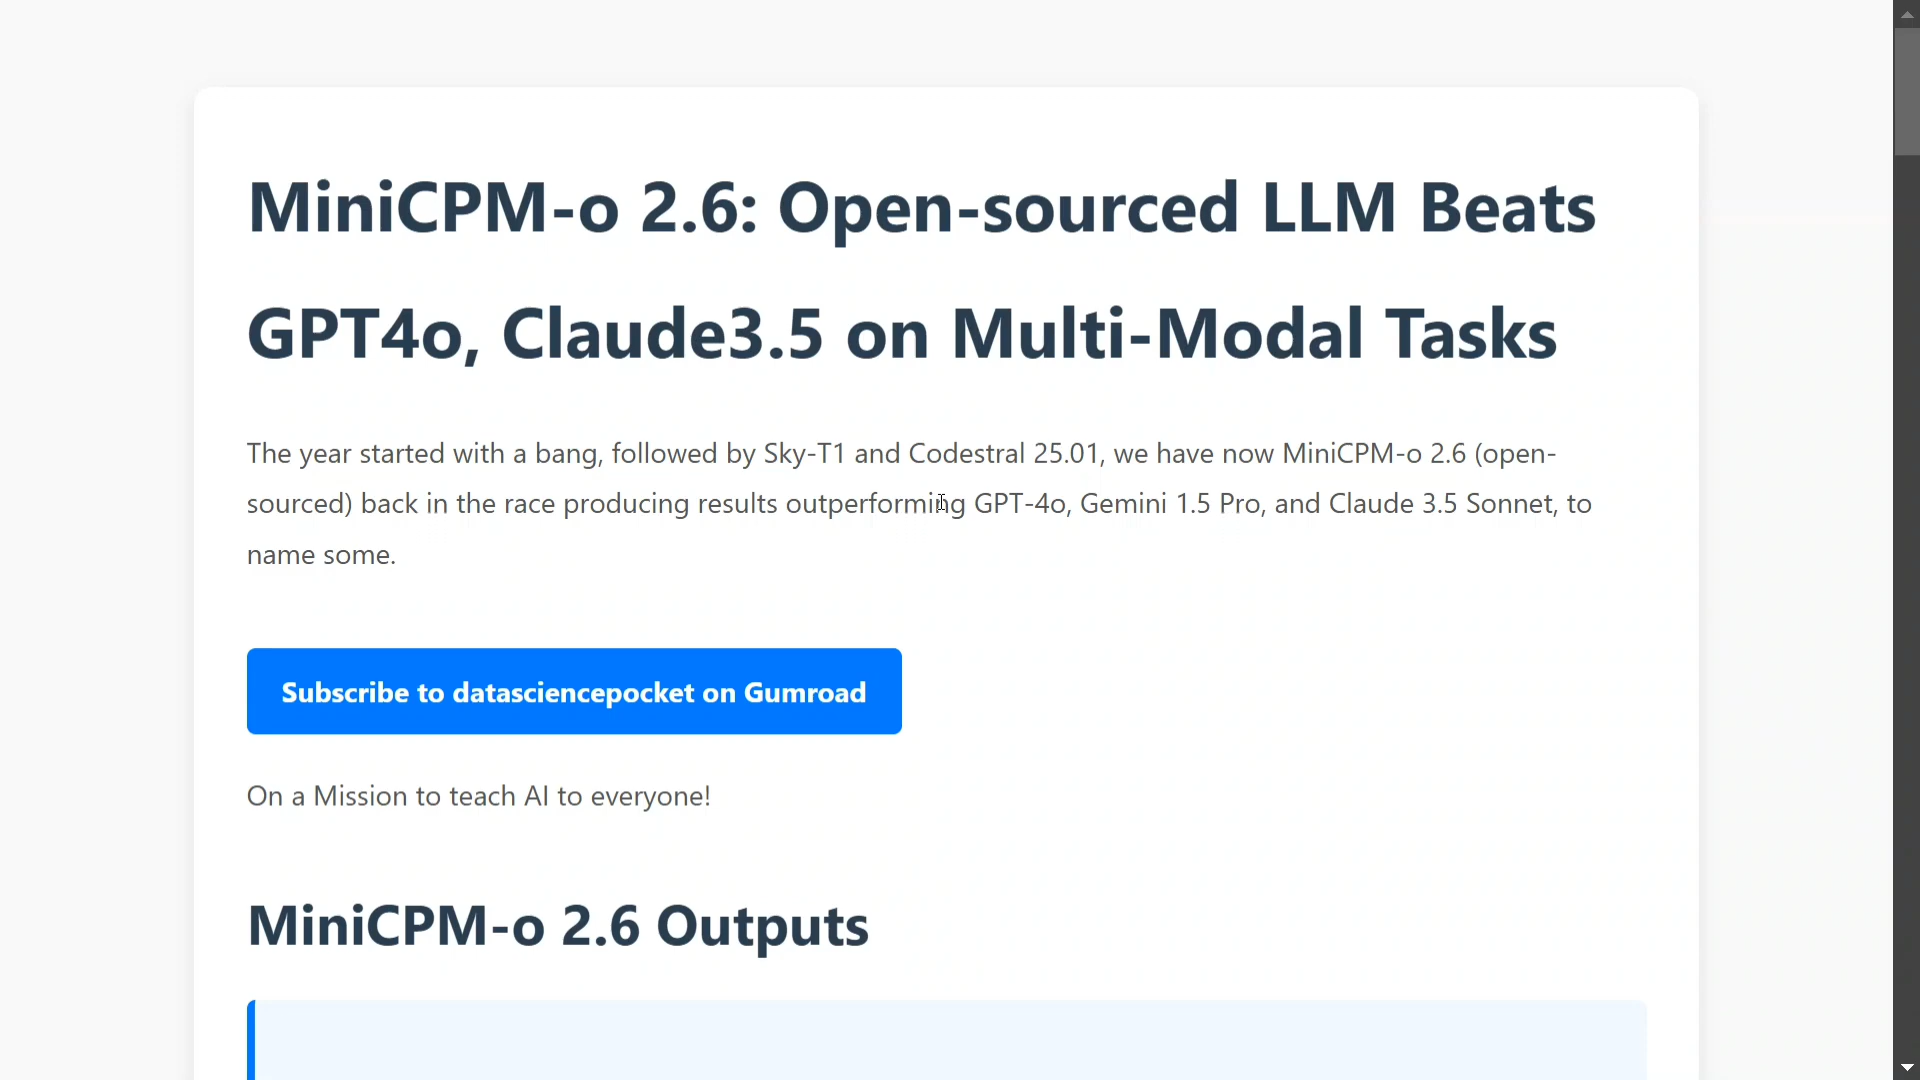 MiniCPM-o 2.6: Open-sourced LLM Beats
GPT4o, Claude3.5 on Multi-Modal Tasks
The year started with a bang, followed by Sky-T1 and Codestral 25.01, we have now MiniCPM-o 2.6 (open-
sourced) back in the race producing results outperforming GPT-4o, Gemini 1.5 Pro, and Claude 3.5 Sonnet, to
name some.
Subscribe to datasciencepocket on Gumroad
On a Mission to teach AI to everyone!
MiniCPM-o 2.6 Outputs